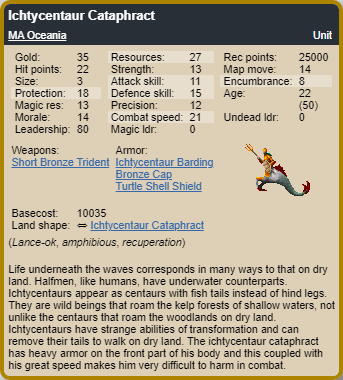 Ichtycentaur Cataphract
MA Oceania Unit
Gold: 35 Resources: 27 Rec points: 25000
Hit points: 22 Strength: 13 Map move: 14
Size: 3 Attack skill: 11 Encumbrance: 8
Protection: 18 Defence skill: 15 Age: 22
Magic res: 13 Precision: 12 (50)
Morale: 14 Combat speed: 21 Undead ldr: 0
Leadership: 80 Magic ldr: 0
Weapons: Armor:
Short Bronze Trident Ichtycentaur Barding
Bronze Cap
Turtle Shell Shield
Basecost: 10035
Land shape: ⇔ Ichtycentaur Cataphract
(Lance-ok, amphibious, recuperation)
Life underneath the waves corresponds in many ways to that on dry
land. Halfmen, like humans, have underwater counterparts.
Ichtycentaurs appear as centaurs with fish tails instead of hind legs.
They are wild beings that roam the kelp forests of shallow waters, not
unlike the centaurs that roam the woodlands on dry land.
Ichtycentaurs have strange abilities of transformation and can
remove their tails to walk on dry land. The ichtycentaur cataphract
has heavy armor on the front part of his body and this coupled with
his great speed makes him very difficult to harm in combat.